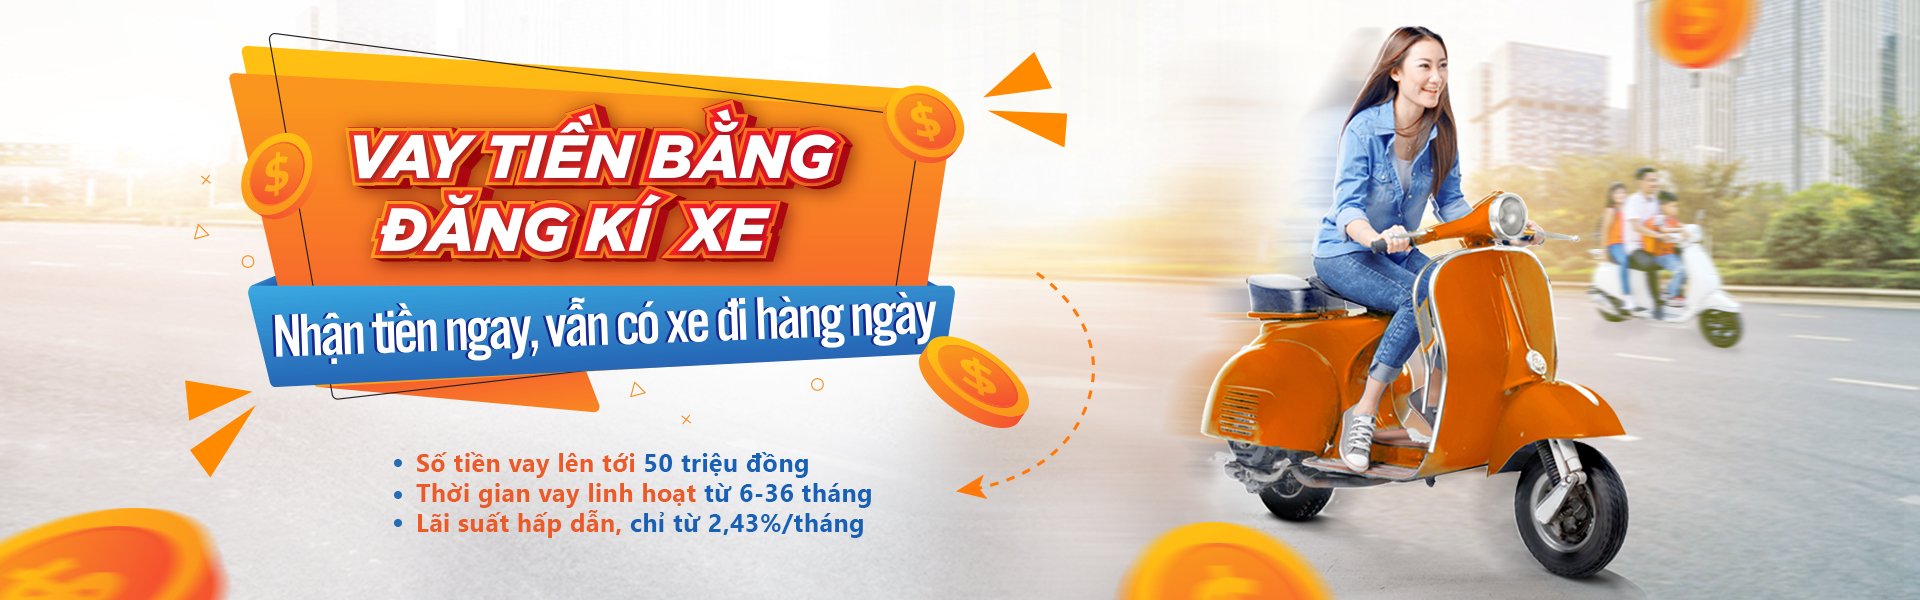 VAY TIỀN BẰNG
ĐĂNG KÍ XE
Nhận tiền ngay, vẫn có xe đi hàng ngày
• Số tiền vay lên tới 50 triệu đồng
• Thời gian vay linh hoạt từ 6-36 tháng
• Lãi suất hấp dẫn, chỉ từ 2,43%/tháng